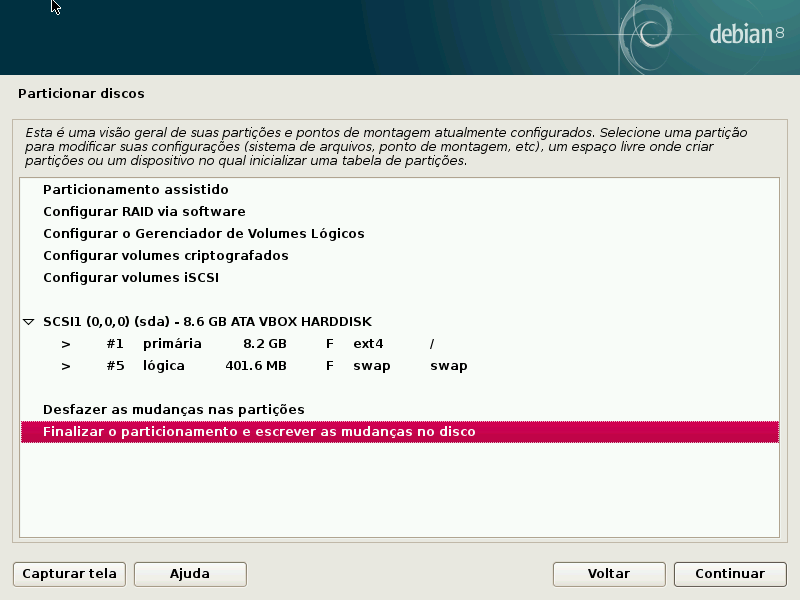 debian 8
Particionar discos
Esta é uma visão geral de suas partições e pontos de montagem atualmente configurados. Selecione uma partição
para modificar suas configurações (sistema de arquivos, ponto de montagem, etc), um espaço livre onde criar
partições ou um dispositivo no qual inicializar uma tabela de partições.
Particionamento assistido
Configurar RAID via software
Configurar o Gerenciador de Volumes Lógicos
Configurar volumes criptografados
Configurar volumes iSCSI
SCSI1 (0,0,0) (sda) - 8.6 GB ATA VBOX HARDDISK
> #1 primária 8.2 GB F ext4 /
> #5 lógica 401.6 MB F swap swap
Desfazer as mudanças nas partições
Finalizar o particionamento e escrever as mudanças no disco
Capturar tela Ajuda Voltar Continuar